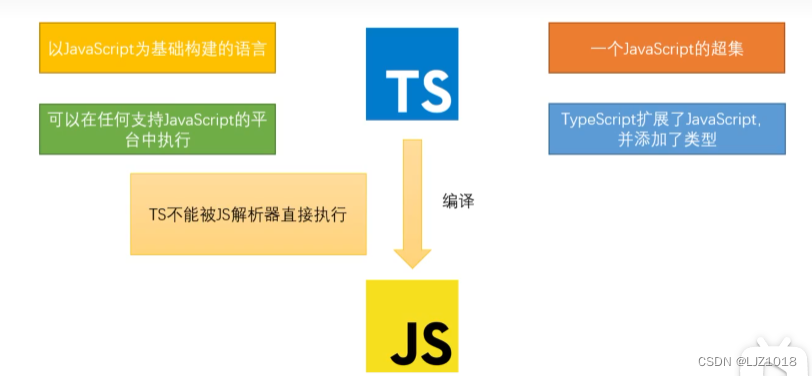 以JavaScript为基础构建的语言
TS
一个JavaScript的超集
可以在任何支持JavaScript的平
台中执行
TypeScript扩展了JavaScript,
并添加了类型
TS不能被JS解析器直接执行
编译
JS
CSDN @LJZ1018